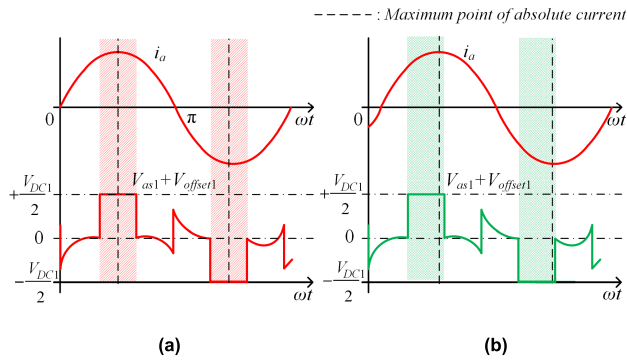 : Maximum point of absolute current
i_a
0
π
ωt
V_as1+V_offset1
+V_DC1/2
0
−V_DC1/2
ωt
(a)
i_a
0
ωt
V_as1+V_offset1
+V_DC1/2
0
−V_DC1/2
ωt
(b)